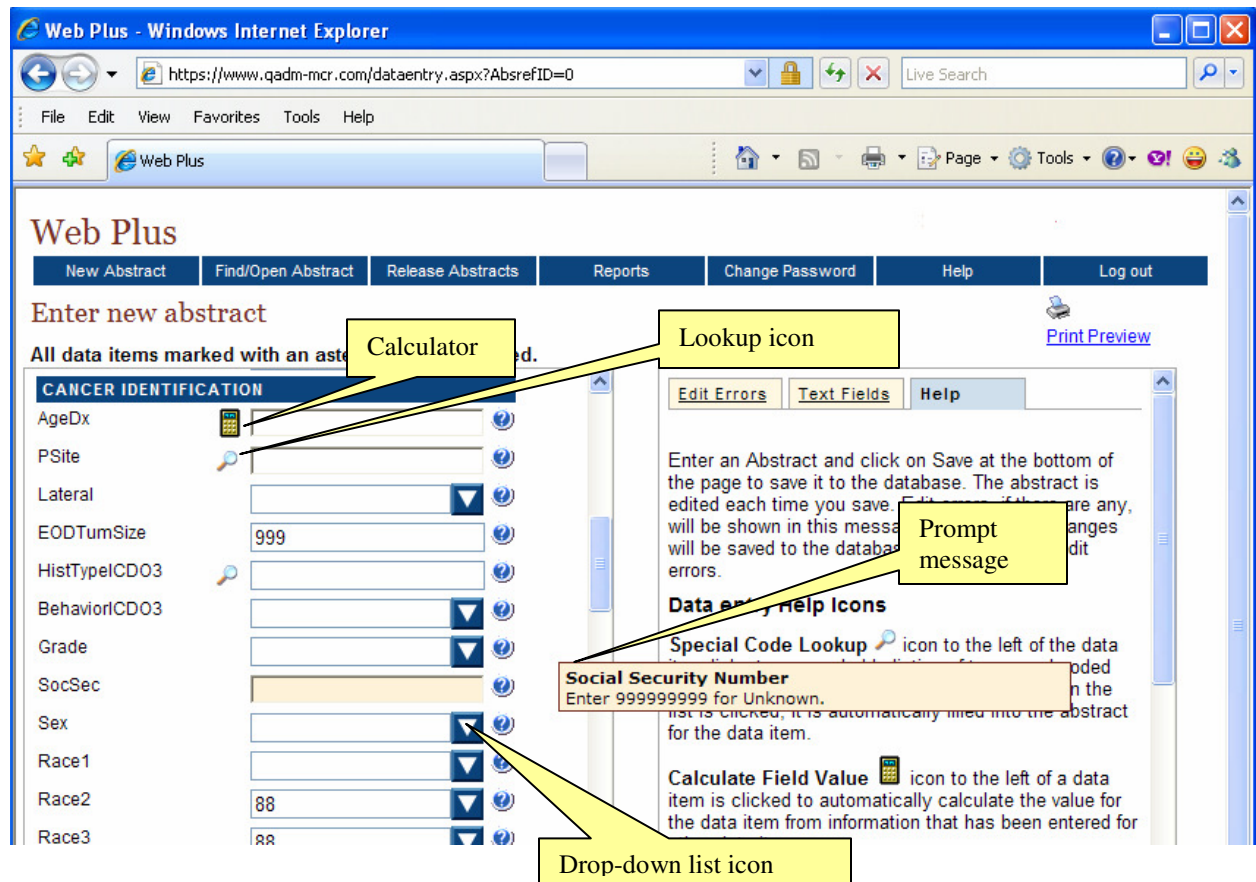 Web Plus - Windows Internet Explorer
https://www.qadm-mcr.com/dataentry.aspx?AbsrefID=0
Live Search
File Edit View Favorites Tools Help
Web Plus
Page Tools
Web Plus
New Abstract Find/Open Abstract Release Abstracts Reports Change Password Help Log out
Enter new abstract
Print Preview
All data items marked with an aste
Calculator
Lookup icon
CANCER IDENTIFICATION
AgeDx
PSite
Lateral
EODTumSize 999
HistTypeICDO3
BehaviorICDO3
Grade
SocSec
Sex
Race1
Race2 88
Race3 88
Drop-down list icon
Edit Errors Text Fields Help
Enter an Abstract and click on Save at the bottom of
the page to save it to the database. The abstract is
edited each time you save. Edit errors, if there are any,
will be shown in this
will be saved to the
errors.
Prompt
message
Data entry Help Icons
Special Code Lookup icon to the left of the data
Social Security Number
Enter 999999999 for Unknown.
list is clicked, it is automatically filled into the abstract
for the data item.
Calculate Field Value icon to the left of a data
item is clicked to automatically calculate the value for
the data item from information that has been entered for